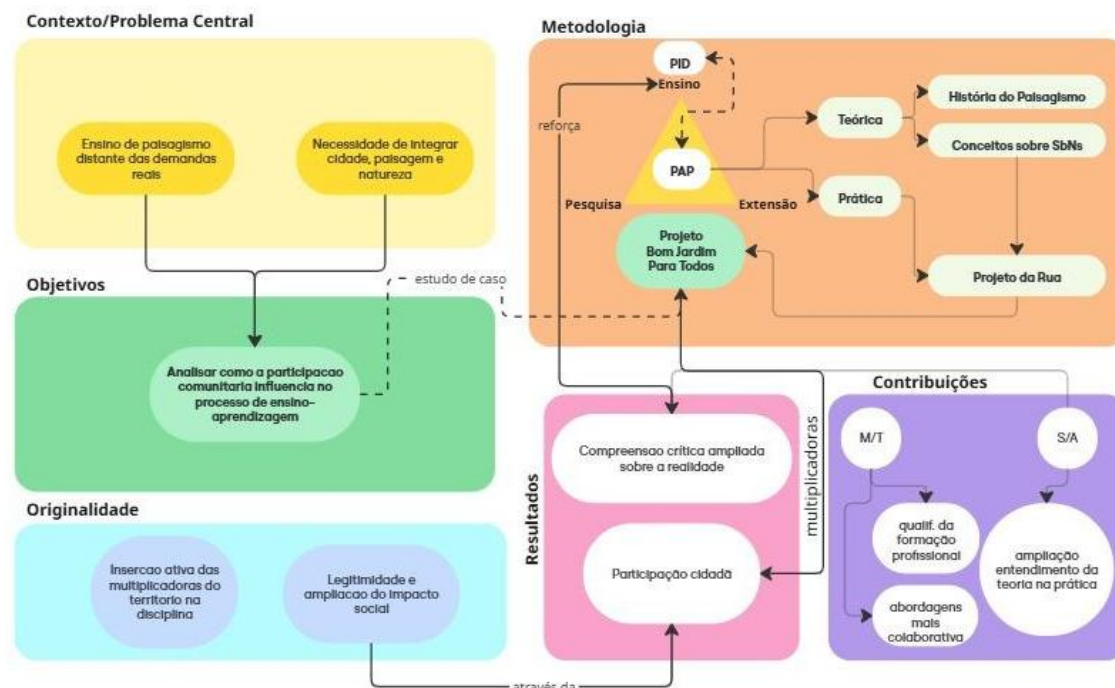 Contexto/Problema Central
Ensino de paisagismo
distante das demandas
reais
Necessidade de integrar
cidade, paisagem e
natureza
Objetivos
Analisar como a participacao
comunitaria influencia no
processo de ensino-
aprendizagem
estudo de caso
Originalidade
Insercao ativa das
multiplicadoras do
territorio na
disciplina
Legitimidade e
ampliacao do impacto
social
através da
Metodologia
PID
Ensino
reforça
PAP
Pesquisa
Extensão
Teórica
Prática
História do Paisagismo
Conceitos sobre SbNs
Projeto da Rua
Projeto
Bom Jardim
Para Todos
Resultados
Compreensao crítica ampliada
sobre a realidade
Participação cidadã
multiplicadoras
Contribuições
M/T
S/A
qualif. da
formação
profissional
abordagens
mais
colaborativa
ampliação
entendimento da
teoria na prática